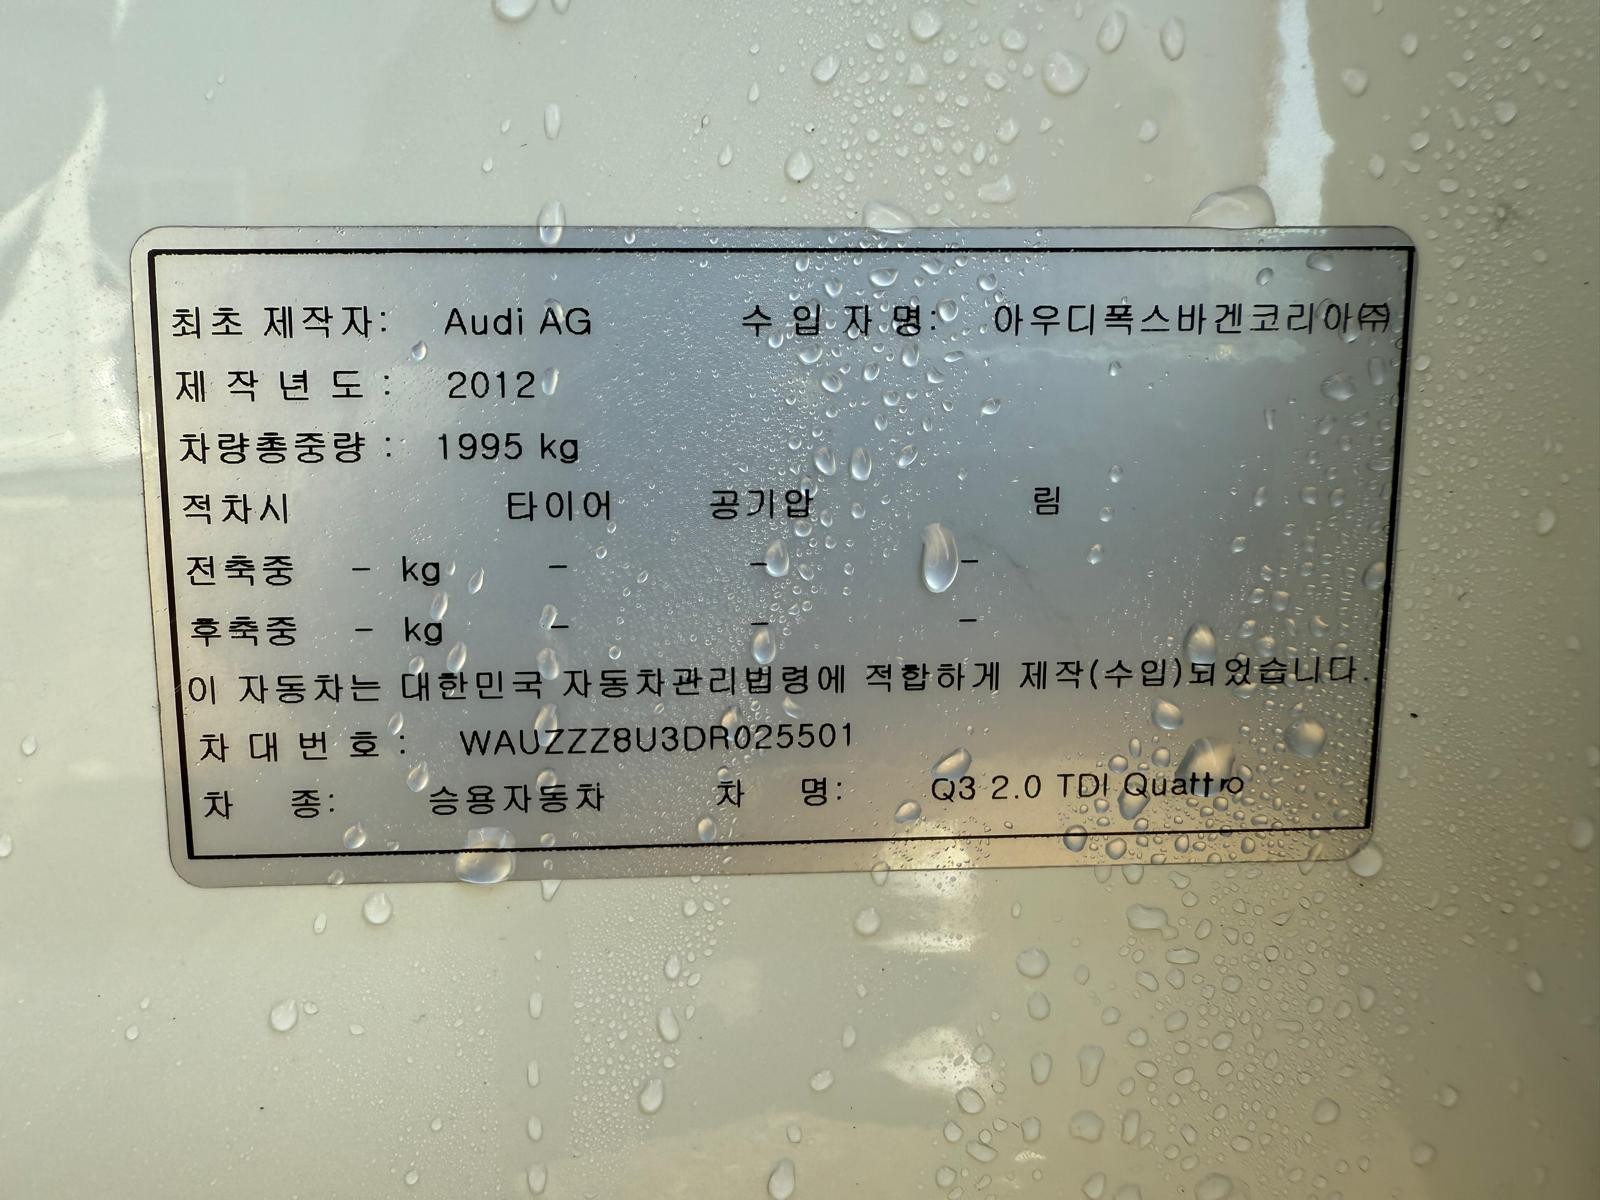 최초 제작자: Audi AG 수 입 자 명: 아우디폭스바겐코리아㈜
제 작 년 도 : 2012
차량총중량 : 1995 kg
적차시 타이어 공기압 림
전축중 - kg - - -
후축중 - kg - - -
이 자동차는 대한민국 자동차관리법령에 적합하게 제작(수입)되었습니다.
차 대 번 호 : WAUZZZ8U3DR025501
차 종: 승용자동차 차 명: Q3 2.0 TDI Quattro